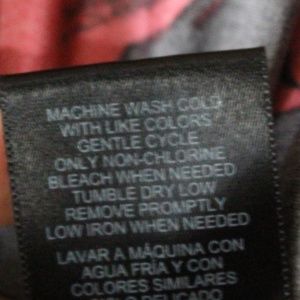 MACHINE WASH COLD
WITH LIKE COLORS
GENTLE CYCLE
ONLY NON-CHLORINE
BLEACH WHEN NEEDED
TUMBLE DRY LOW
REMOVE PROMPTLY
LOW IRON WHEN NEEDED
LAVAR A MÁQUINA CON
AGUA FRÍA Y CON
COLORES SIMILARES